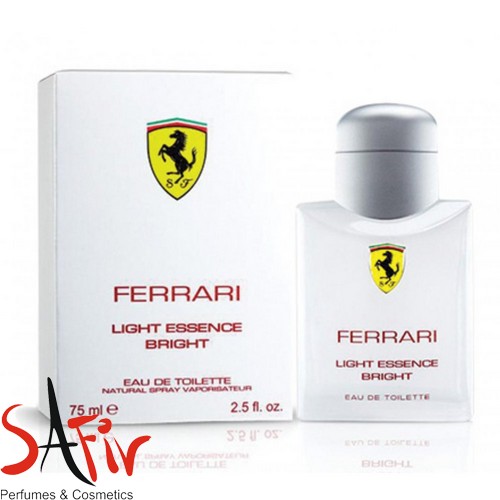 S F
FERRARI
LIGHT ESSENCE
BRIGHT
EAU DE TOILETTE
NATURAL SPRAY VAPORISATEUR
75 ml e 2.5 fl. oz.
S F
FERRARI
LIGHT ESSENCE
BRIGHT
EAU DE TOILETTE
SAFir
Perfumes & Cosmetics